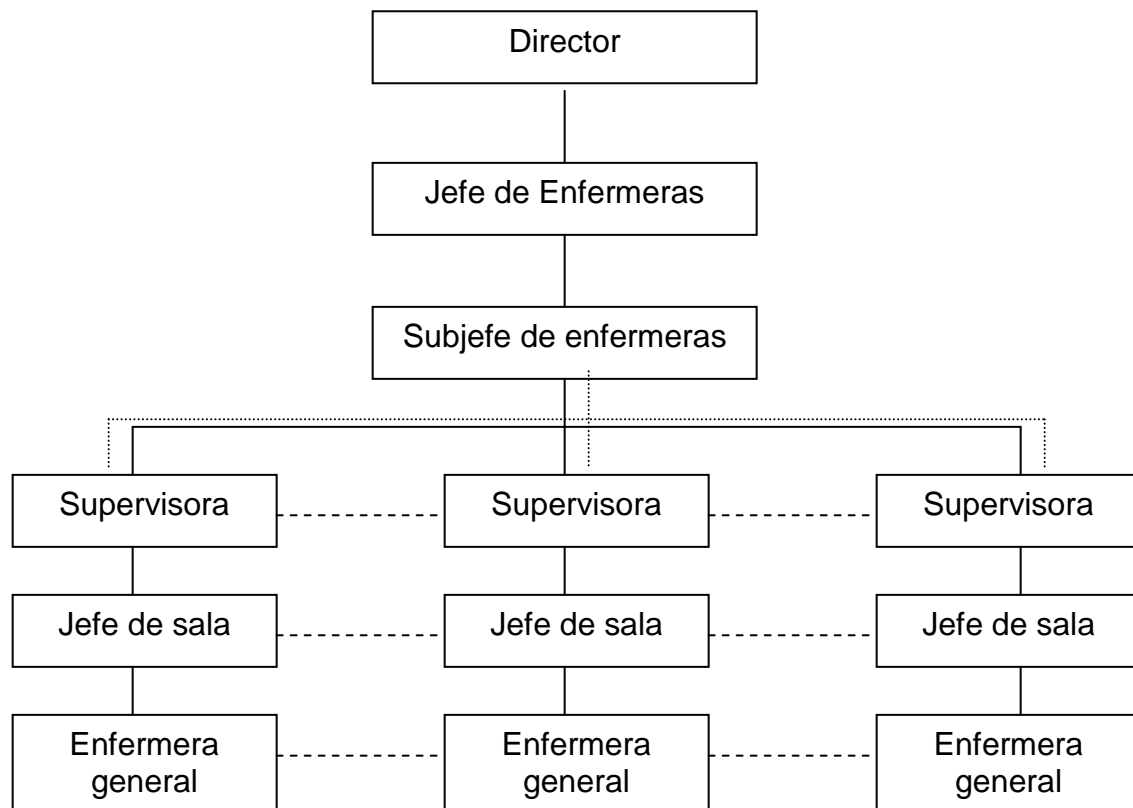 Director
Jefe de Enfermeras
Subjefe de enfermeras
Supervisora
Supervisora
Supervisora
Jefe de sala
Jefe de sala
Jefe de sala
Enfermera
general
Enfermera
general
Enfermera
general